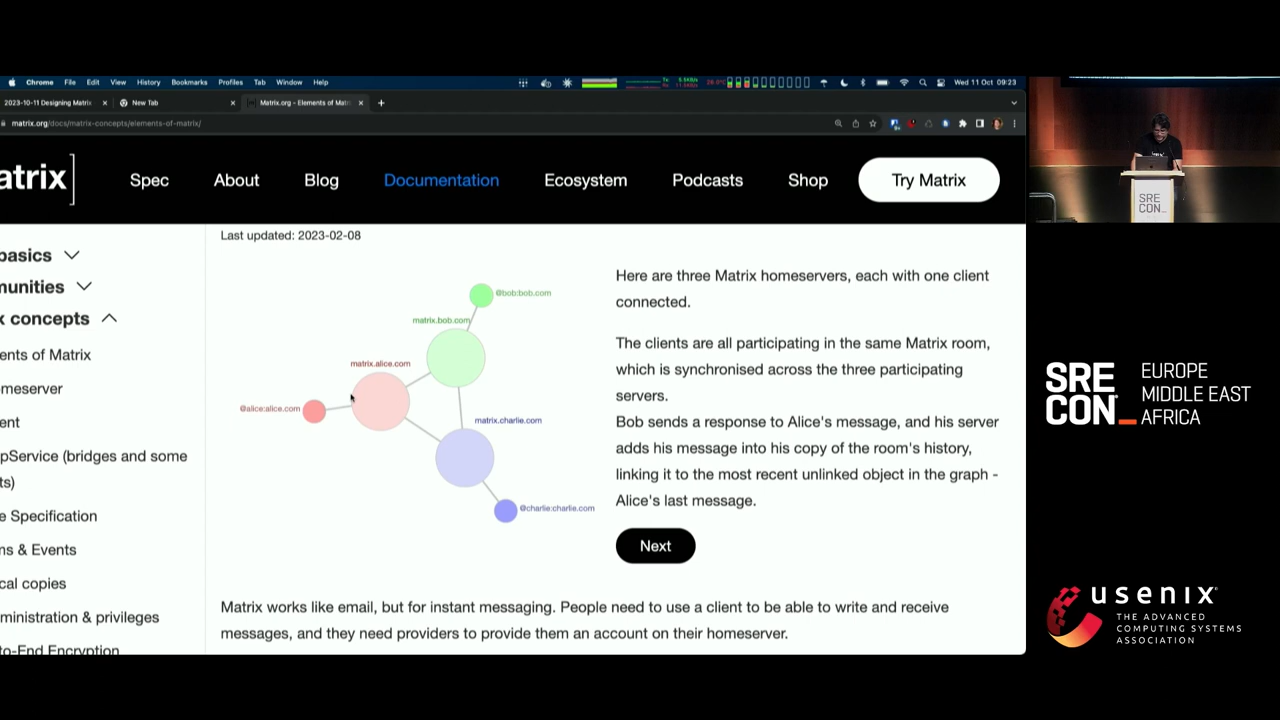 Chrome File Edit View History Bookmarks Profiles Tab Window Help Wed 11 Oct 09:23
2023-10-11 Designing Matrix × New Tab × Matrix.org - Elements of Matr × +
matrix.org/docs/matrix-concepts/elements-of-matrix/
atrix] Spec About Blog Documentation Ecosystem Podcasts Shop Try Matrix
Last updated: 2023-02-08
basics
munities
x concepts
ents of Matrix
meserver
ent
pService (bridges and some
ts)
e Specification
ms & Events
cal copies
ministration & privileges
to-End Encryption
@bob:bob.com
matrix.bob.com
matrix.alice.com
@alice:alice.com
matrix.charlie.com
@charlie:charlie.com
Here are three Matrix homeservers, each with one client
connected.
The clients are all participating in the same Matrix room,
which is synchronised across the three participating
servers.
Bob sends a response to Alice's message, and his server
adds his message into his copy of the room's history,
linking it to the most recent unlinked object in the graph -
Alice's last message.
Next
Matrix works like email, but for instant messaging. People need to use a client to be able to write and receive
messages, and they need providers to provide them an account on their homeserver.
SRE
CON_
SRE
CON_
EUROPE
MIDDLE EAST
AFRICA
usenix
THE ADVANCED
COMPUTING SYSTEMS
ASSOCIATION